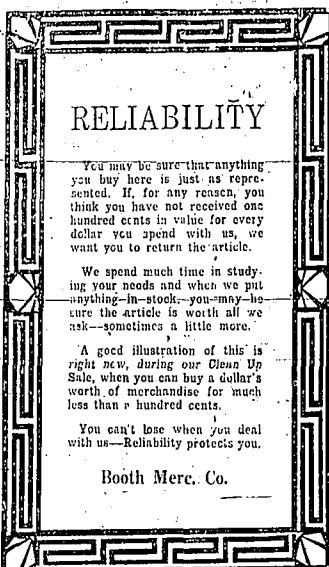 RELIABILITY
You may be sure that anything
you buy here is just as repre-
sented. If, for any reason, you
think you have not received one
hundred cents in value for every
dollar you spend with us, we
want you to return the article.
We spend much time in study-
ing your needs and when we put
anything in stock, you may be
sure the article is worth all we
ask—sometimes a little more.
A good illustration of this is
right now, during our Clean Up
Sale, when you can buy a dollar's
worth of merchandise for much
less than a hundred cents.
You can't lose when you deal
with us—Reliability protects you.
Booth Merc. Co.